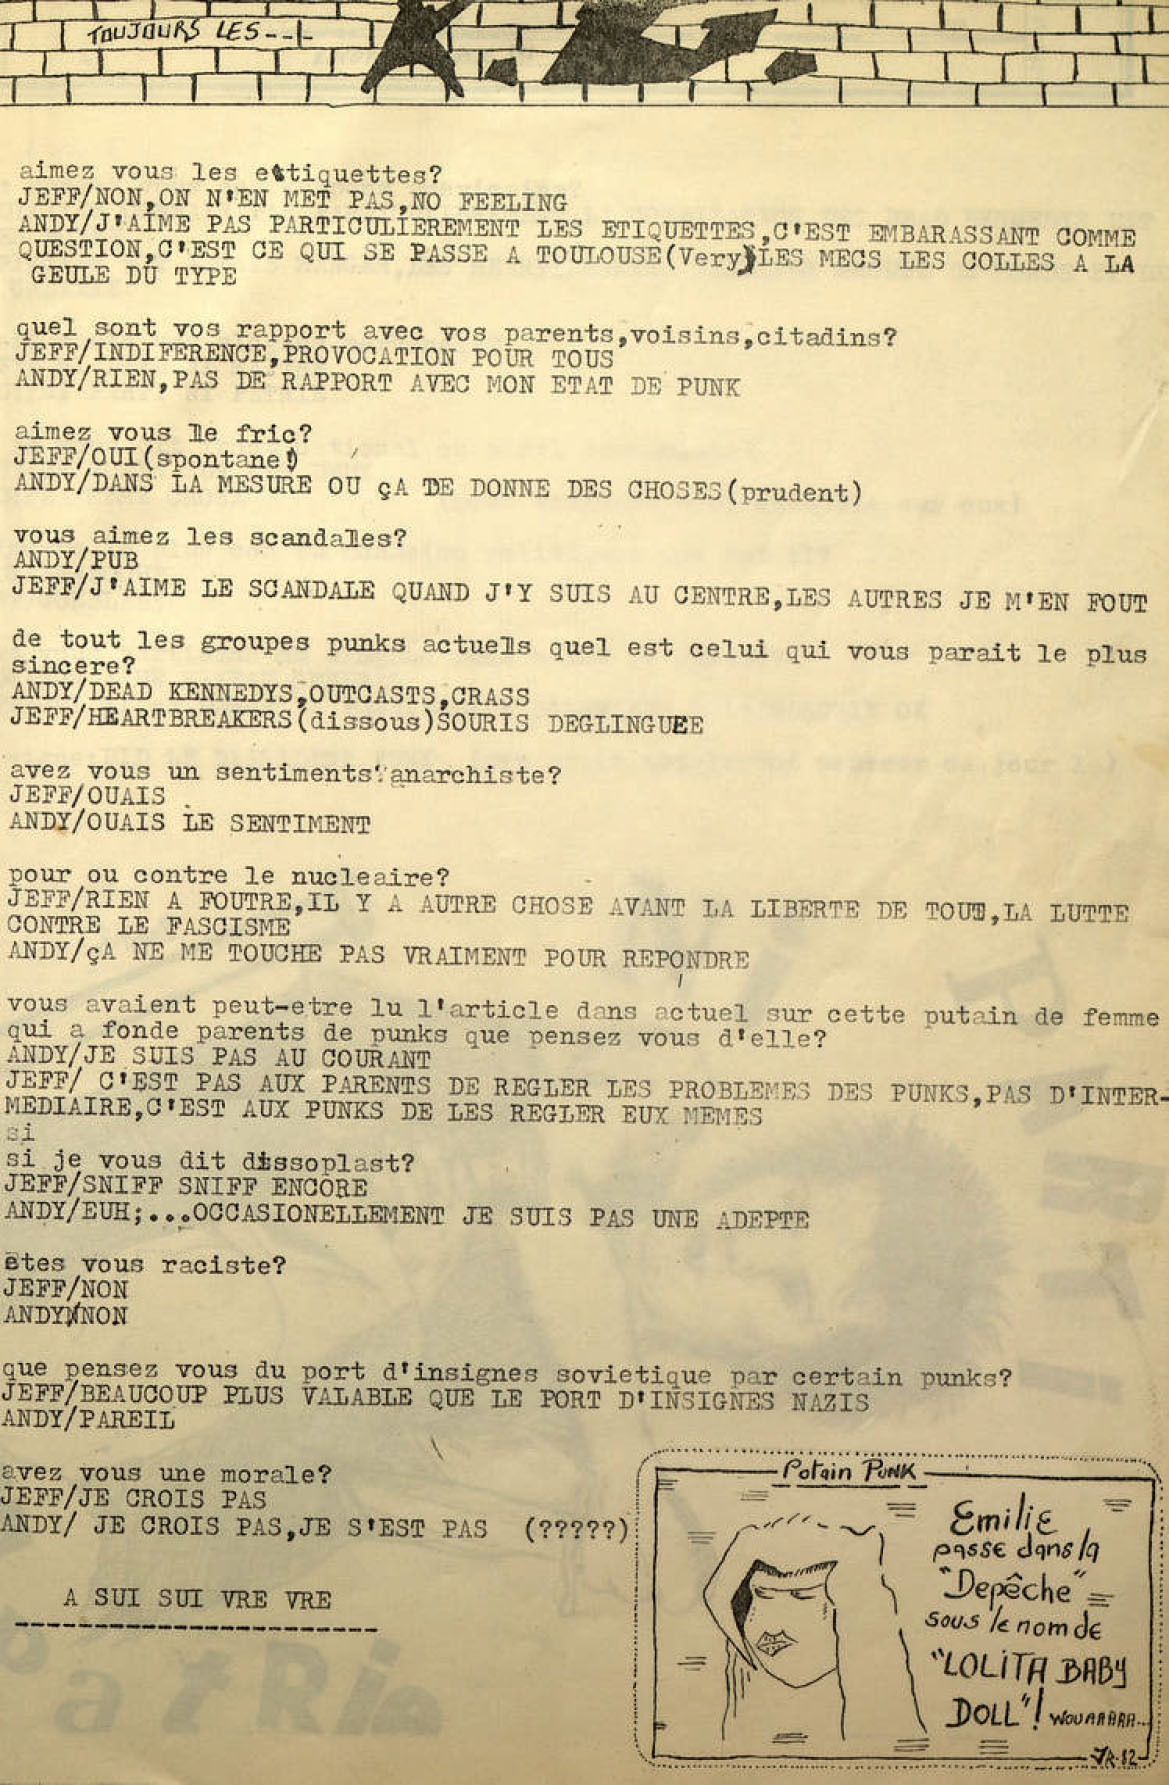 TOUJOURS LES---
aimez vous les ettiquettes?
JEFF/NON,ON N'EN MET PAS,NO FEELING
ANDY/J'AIME PAS PARTICULIEREMENT LES ETIQUETTES,C'EST EMBARASSANT COMME
QUESTION,C'EST CE QUI SE PASSE A TOULOUSE(Very)LES MECS LES COLLES A LA
GEULE DU TYPE
quel sont vos rapport avec vos parents,voisins,citadins?
JEFF/INDIFERENCE,PROVOCATION POUR TOUS
ANDY/RIEN,PAS DE RAPPORT AVEC MON ETAT DE PUNK
aimez vous le fric?
JEFF/OUI(spontane!)
ANDY/DANS LA MESURE OU çA DE DONNE DES CHOSES(prudent)
vous aimez les scandales?
ANDY/PUB
JEFF/J'AIME LE SCANDALE QUAND J'Y SUIS AU CENTRE,LES AUTRES JE M'EN FOUT
de tout les groupes punks actuells quel est celui qui vous parait le plus
sincere?
ANDY/DEAD KENNEDYS,OUTCASTS,CRASS
JEFF/HEARTBREAKERS(dissous)SOURIS DEGLINGUEE
avez vous un sentiments anarchiste?
JEFF/OUAIS
ANDY/OUAIS LE SENTIMENT
pour ou contre le nucleaire?
JEFF/RIEN A FOUTRE,IL Y A AUTRE CHOSE AVANT LA LIBERTE DE TOUT,LA LUTTE
CONTRE LE FASCISME
ANDY/çA NE ME TOUCHE PAS VRAIMENT POUR REPONDRE
vous avaient peut-etre lu l'article dans actuel sur cette putain de femme
qui a fonde parents de punks que pensez vous d'elle?
ANDY/JE SUIS PAS AU COURANT
JEFF/ C'EST PAS AUX PARENTS DE REGLER LES PROBLEMES DES PUNKS,PAS D'INTER-
MEDIAIRE,C'EST AUX PUNKS DE LES REGLER EUX MEMES
si
si je vous dit dissoplast?
JEFF/SNIFF SNIFF ENCORE
ANDY/EUH;...OCCASIONELLEMENT JE SUIS PAS UNE ADEPTE
etes vous raciste?
JEFF/NON
ANDY/NON
que pensez vous du port d'insignes sovietique par certain punks?
JEFF/BEAUCOUP PLUS VALABLE QUE LE PORT D'INSIGNES NAZIS
ANDY/PAREIL
avez vous une morale?
JEFF/JE CROIS PAS
ANDY/ JE CROIS PAS,JE S'EST PAS (?????)
A SUI SUI VRE VRE
Potain PUNK
Emilie
passe dans la
"Depêche"
sous le nom de
"LOLITA BABY
DOLL"! WOUAAAAA...
JR.82